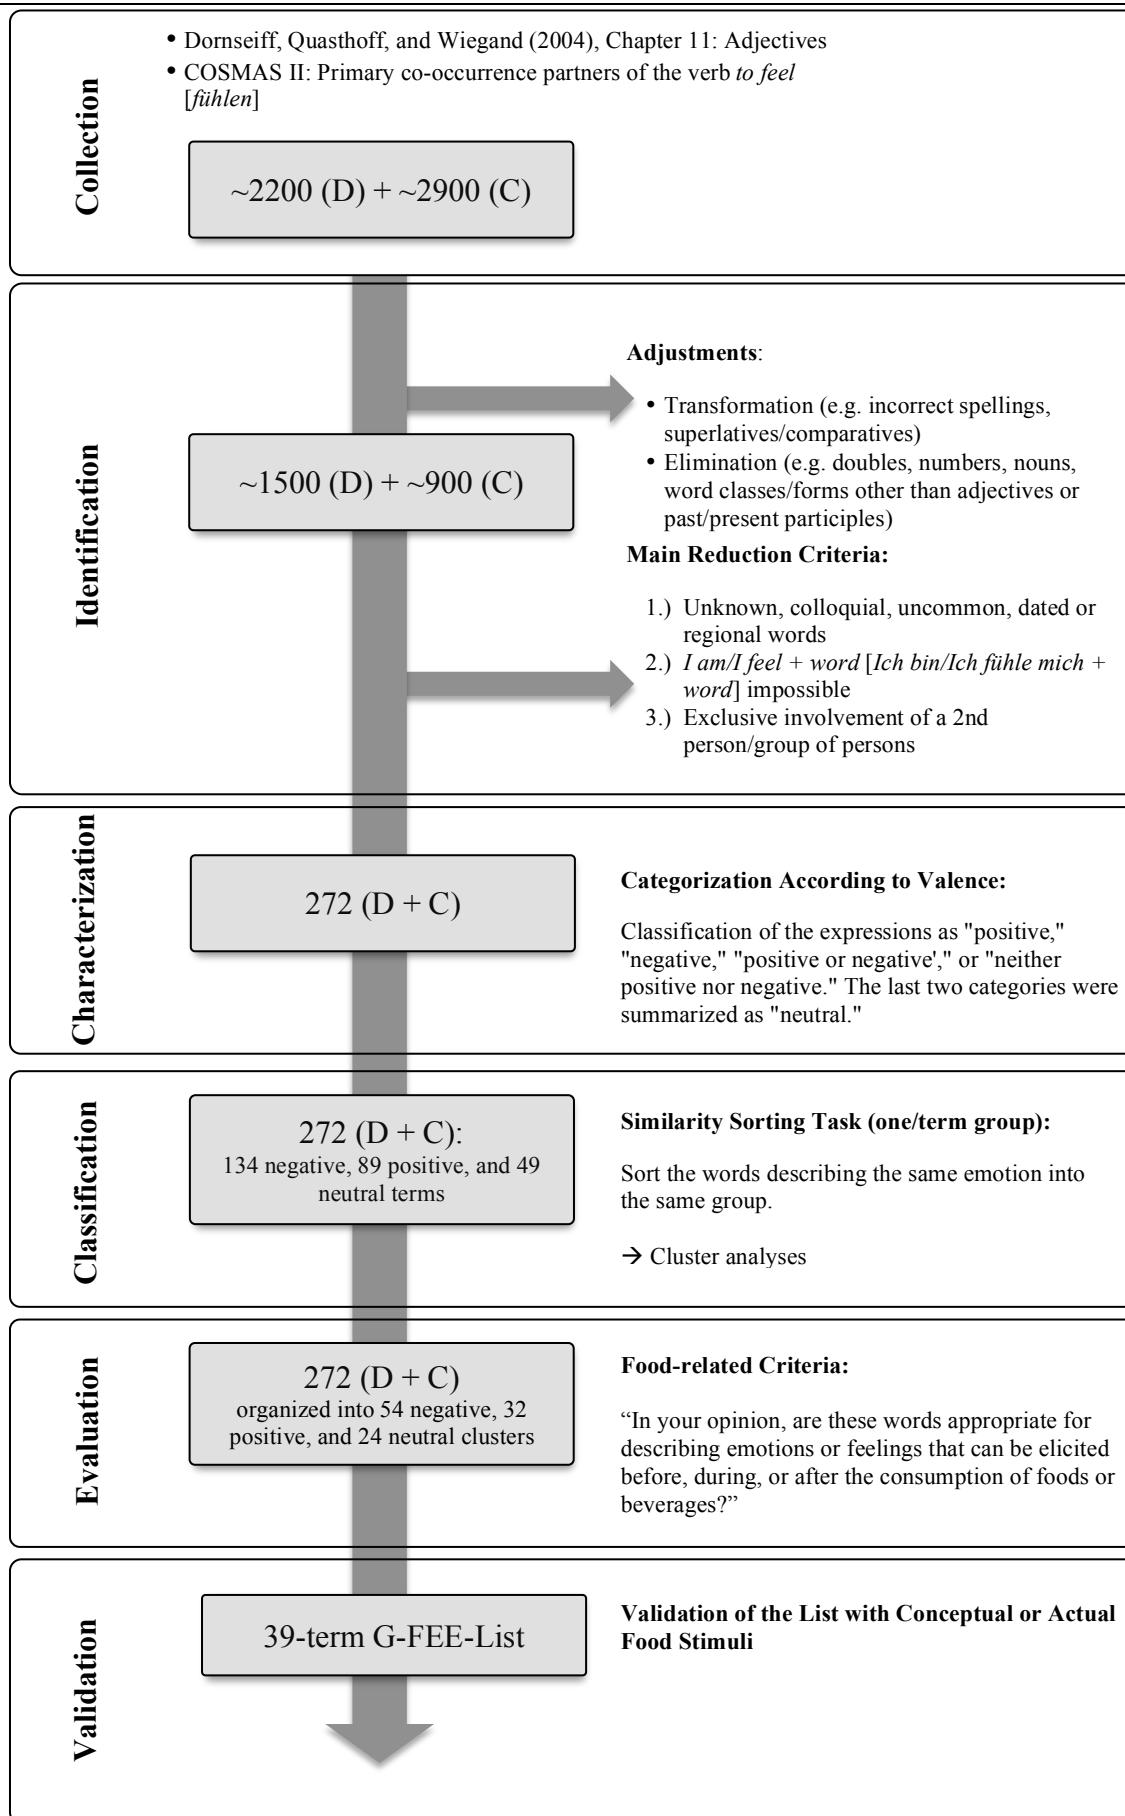 Collection
• Dornseiff, Quasthoff, and Wiegand (2004), Chapter 11: Adjectives
• COSMAS II: Primary co-occurrence partners of the verb to feel
[fühlen]
~2200 (D) + ~2900 (C)
Identification
Adjustments:
• Transformation (e.g. incorrect spellings,
superlatives/comparatives)
• Elimination (e.g. doubles, numbers, nouns,
word classes/forms other than adjectives or
past/present participles)
~1500 (D) + ~900 (C)
Main Reduction Criteria:
1.) Unknown, colloquial, uncommon, dated or
regional words
2.) I am/I feel + word [Ich bin/Ich fühle mich +
word] impossible
3.) Exclusive involvement of a 2nd
person/group of persons
Characterization
272 (D + C)
Categorization According to Valence:
Classification of the expressions as "positive,"
"negative," "positive or negative'," or "neither
positive nor negative." The last two categories were
summarized as "neutral."
Classification
272 (D + C):
134 negative, 89 positive, and 49
neutral terms
Similarity Sorting Task (one/term group):
Sort the words describing the same emotion into
the same group.
→ Cluster analyses
Evaluation
272 (D + C)
organized into 54 negative, 32
positive, and 24 neutral clusters
Food-related Criteria:
“In your opinion, are these words appropriate for
describing emotions or feelings that can be elicited
before, during, or after the consumption of foods or
beverages?”
Validation
39-term G-FEE-List
Validation of the List with Conceptual or Actual
Food Stimuli